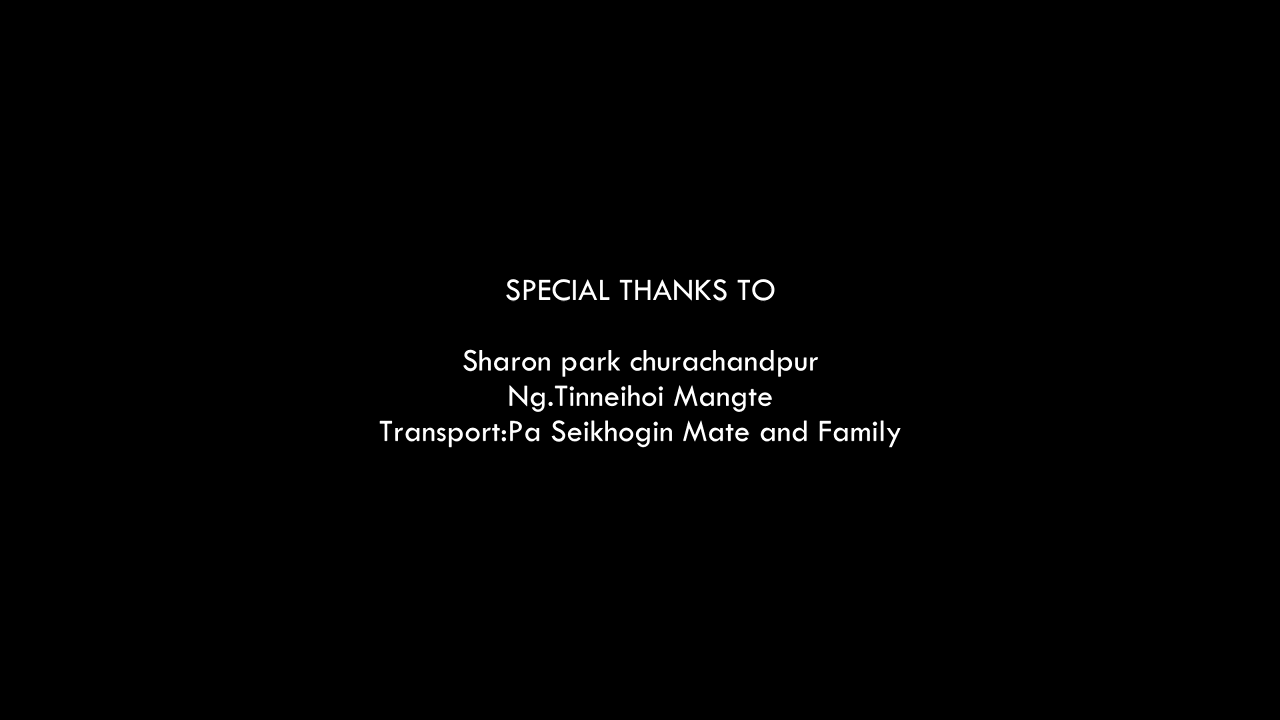 SPECIAL THANKS TO
Sharon park churachandpur
Ng.Tinneihoi Mangte
Transport:Pa Seikhogin Mate and Family